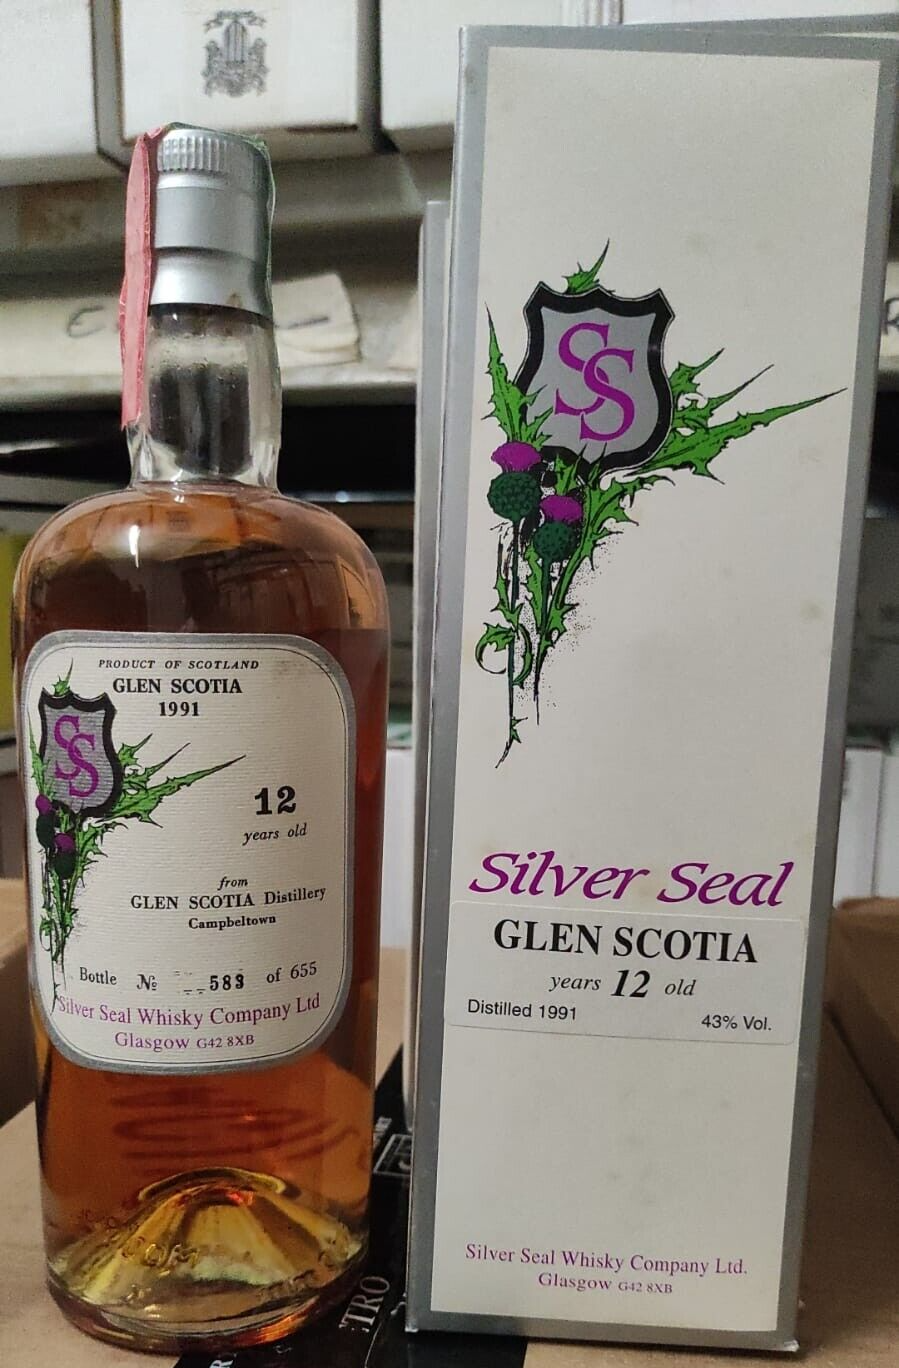 PRODUCT OF SCOTLAND
GLEN SCOTIA
1991
SS
12
years old
from
GLEN SCOTIA Distillery
Campbeltown
Bottle № 583 of 655
Silver Seal Whisky Company Ltd
Glasgow G42 8XB
SS
Silver Seal
GLEN SCOTIA
years 12 old
Distilled 1991
43% Vol.
Silver Seal Whisky Company Ltd.
Glasgow G42 8XB